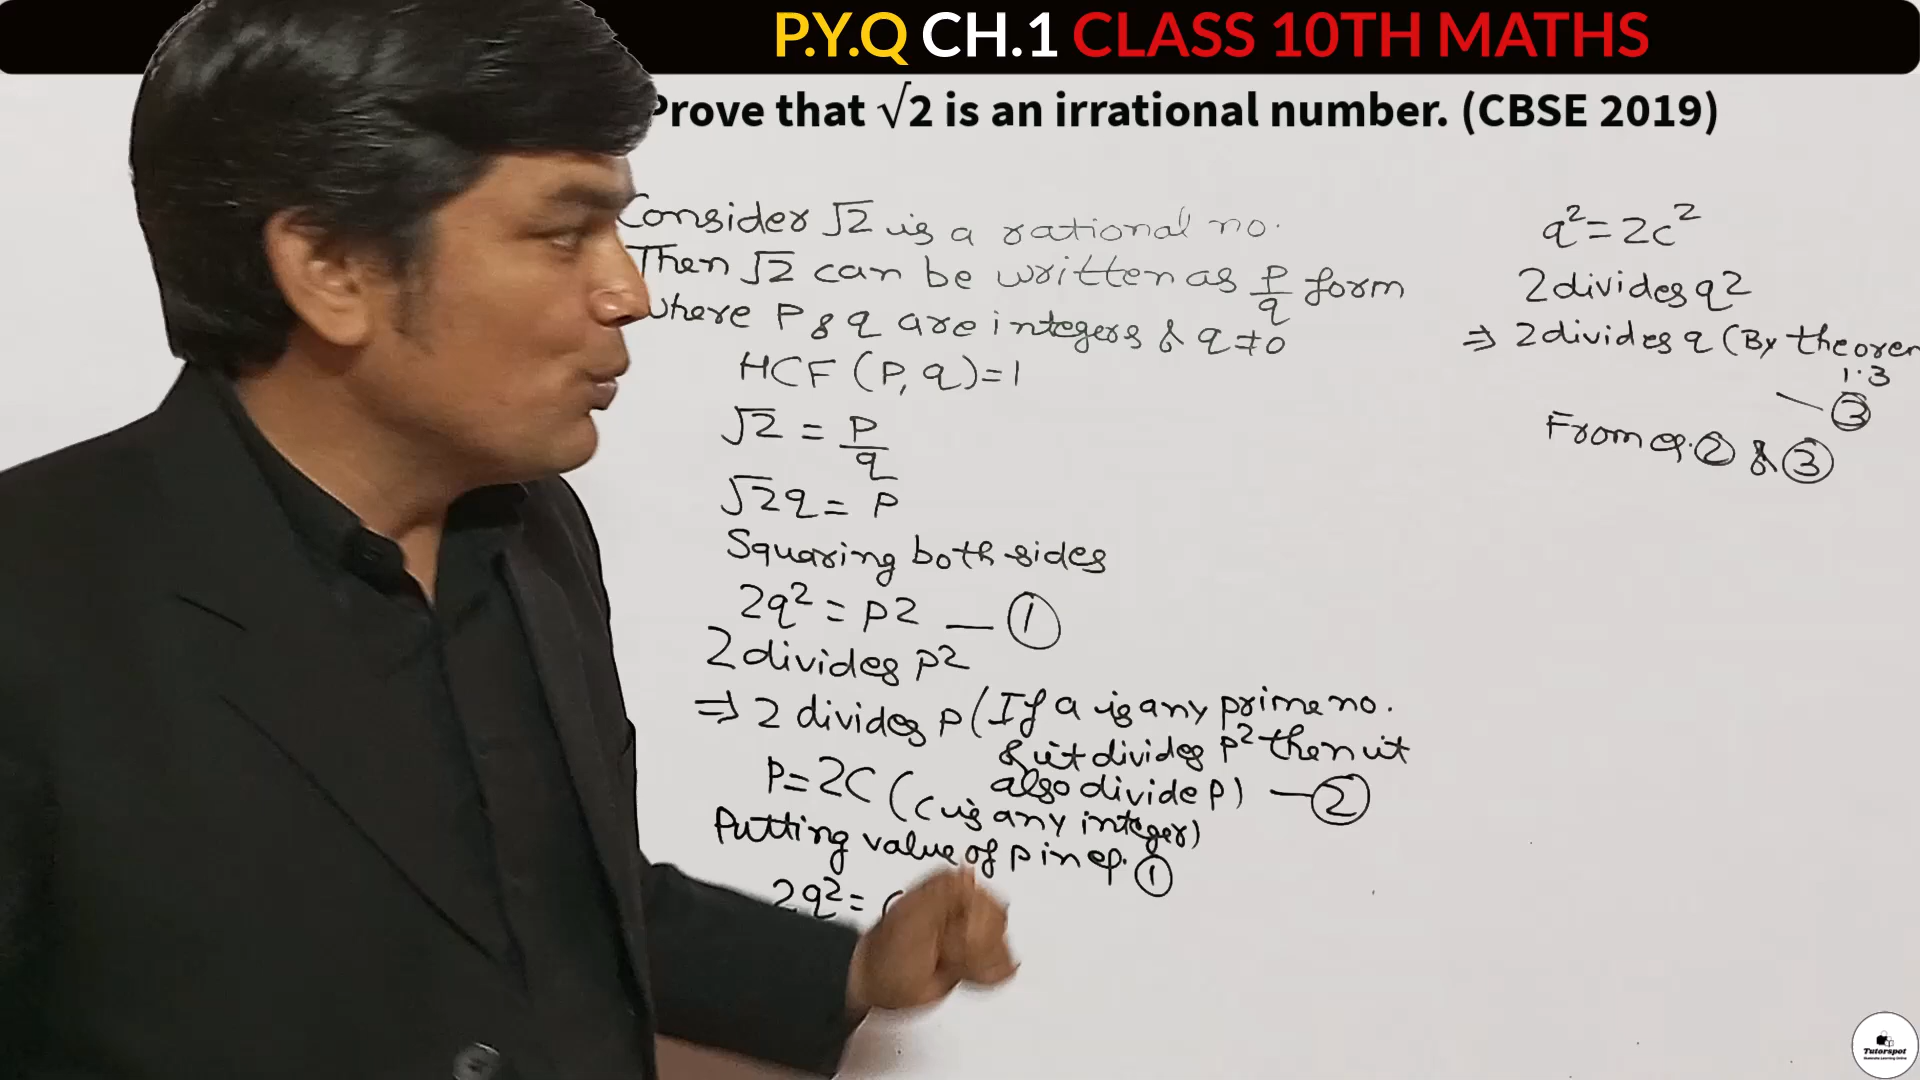 P.Y.Q CH.1 CLASS 10TH MATHS
Prove that √2 is an irrational number. (CBSE 2019)
Consider √2 is a rational no.
Then √2 can be written as p/q form
where P & q are integers & q ≠ 0
HCF (P, q) = 1
√2 = P/q
√2q = P
Squaring both sides
2q² = p2 — ①
2 divides p2
⇒ 2 divides p (If a is any prime no.
& it divides p² then it
also divide p) — ②
P = 2C (c is any integer)
Putting value of p in eq. ①
2q² = (
q² = 2c²
2 divides q2
⇒ 2 divides q (By theorem
1.3
— ③
From eq. ② & ③
Tutorspot